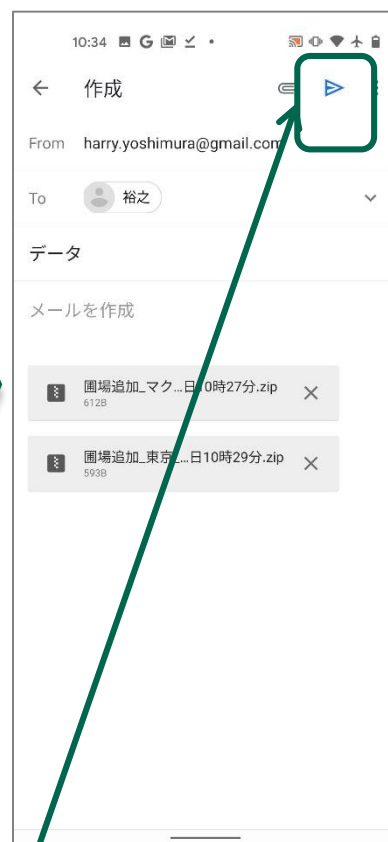 10:34
作成
From harry.yoshimura@gmail.com
To 裕之
データ
メールを作成
圃場追加_マク...日10時27分.zip
612B
圃場追加_東京_...日10時29分.zip
593B